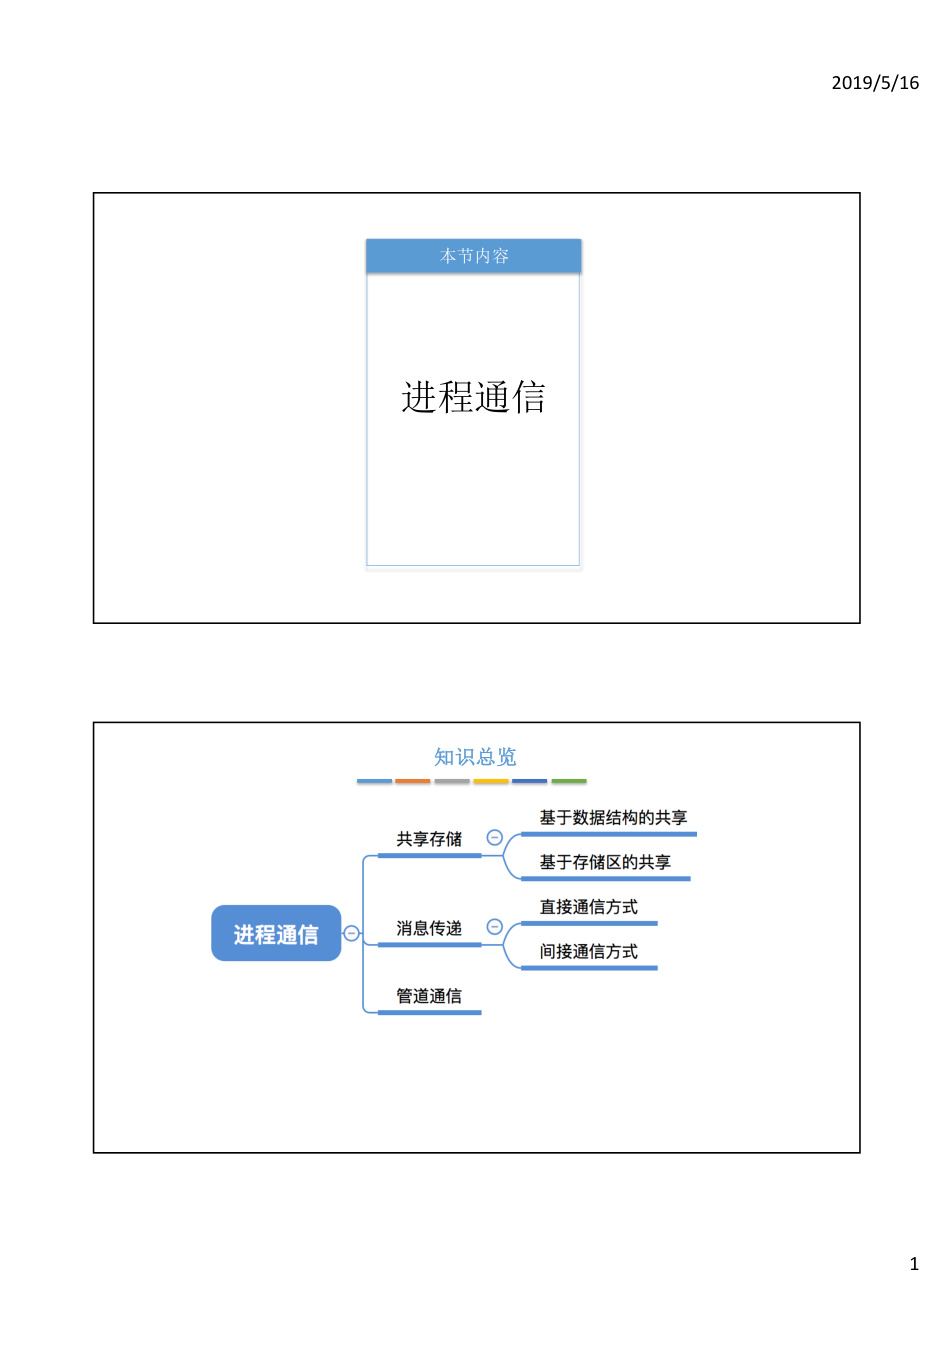 2019/5/16
本节内容
进程通信
知识总览
进程通信
共享存储
基于数据结构的共享
基于存储区的共享
消息传递
直接通信方式
间接通信方式
管道通信
1